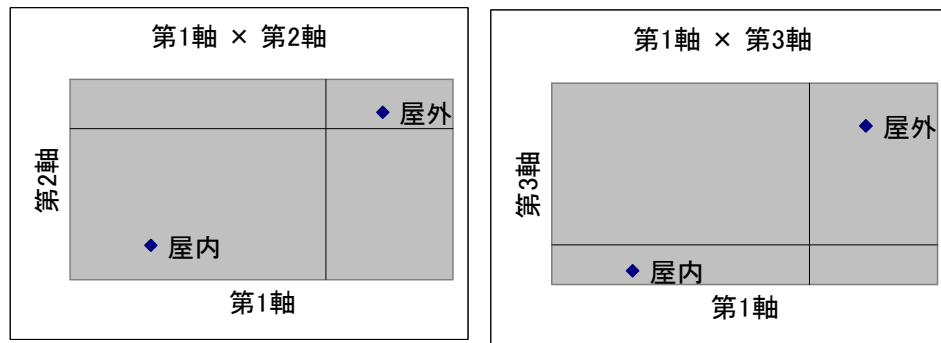 第1軸 × 第2軸
屋外
第2軸
屋内
第1軸
第1軸 × 第3軸
屋外
第3軸
屋内
第1軸